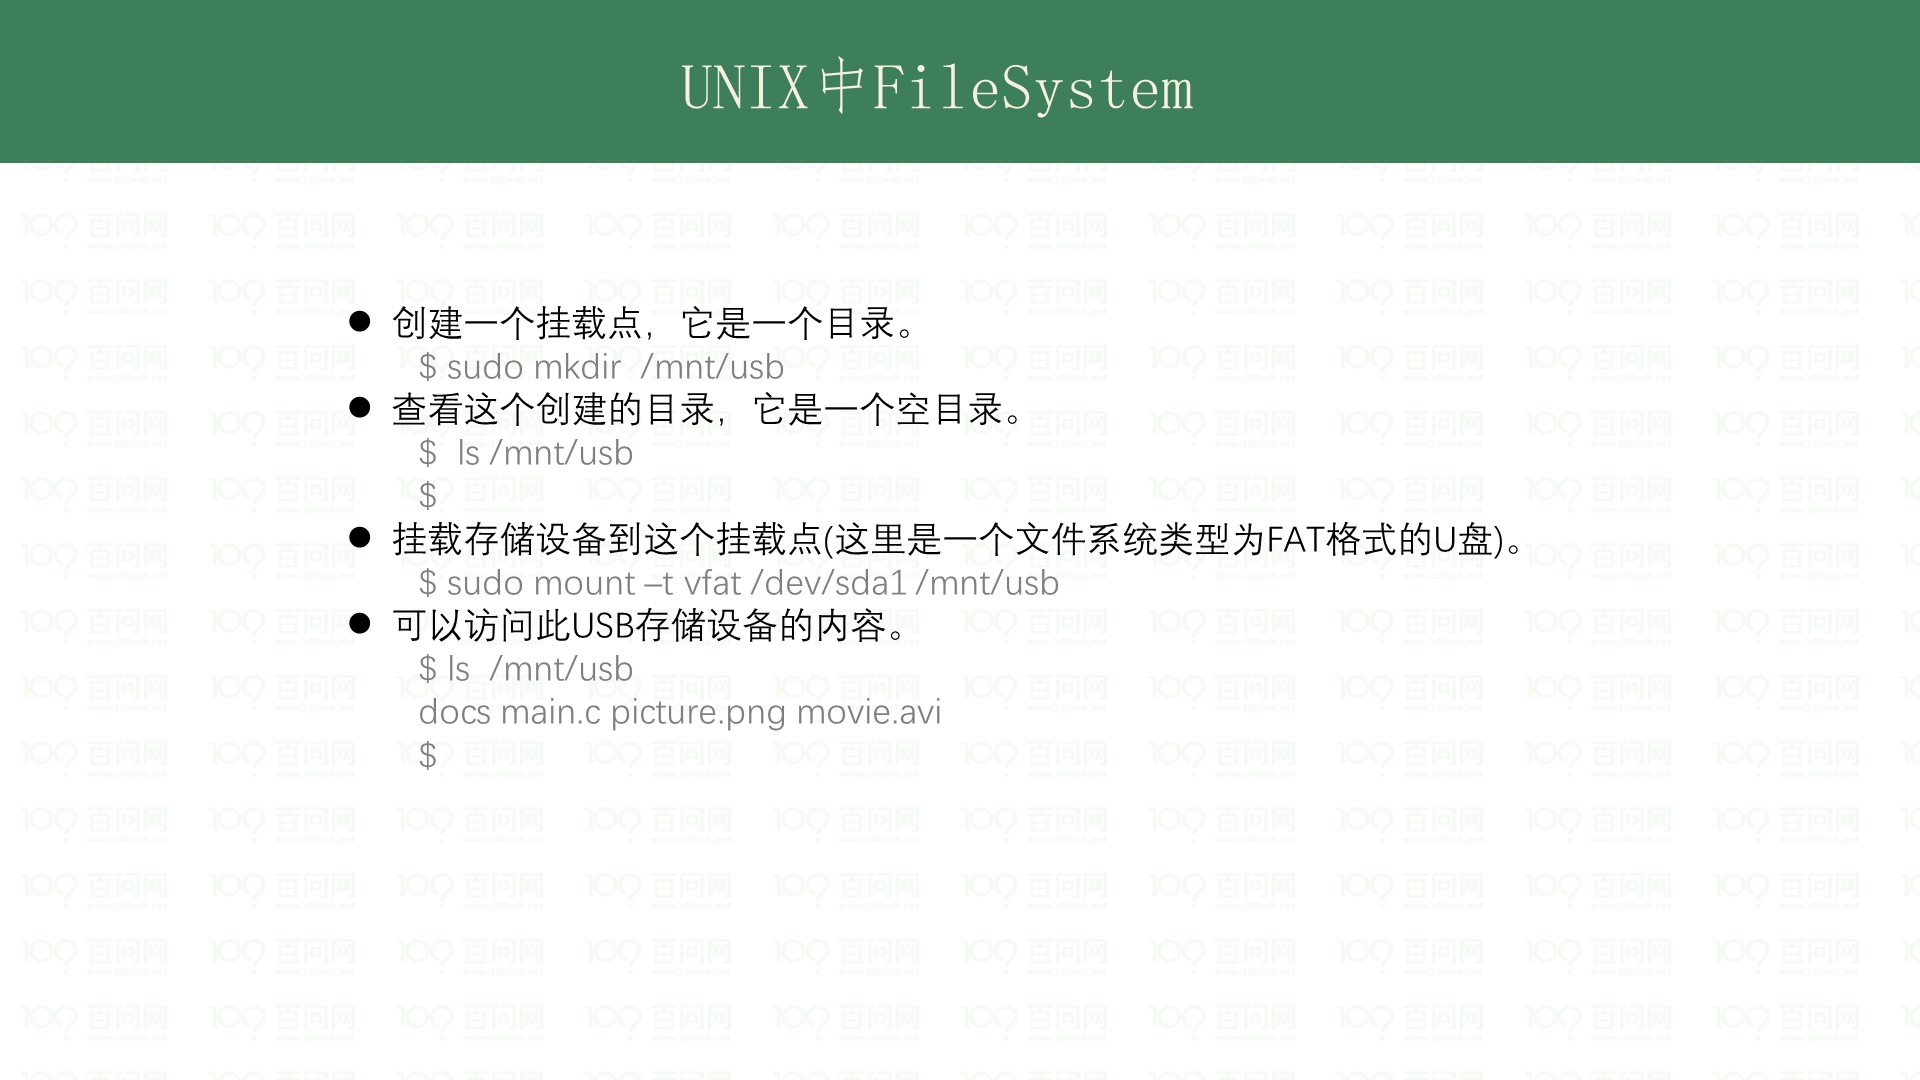 UNIX中FileSystem
● 创建一个挂载点，它是一个目录。
$ sudo mkdir  /mnt/usb
● 查看这个创建的目录，它是一个空目录。
$  ls /mnt/usb
$
● 挂载存储设备到这个挂载点(这里是一个文件系统类型为FAT格式的U盘)。
$ sudo mount –t vfat /dev/sda1 /mnt/usb
● 可以访问此USB存储设备的内容。
$ ls  /mnt/usb
docs main.c picture.png movie.avi
$
百问网
www.100ask.net